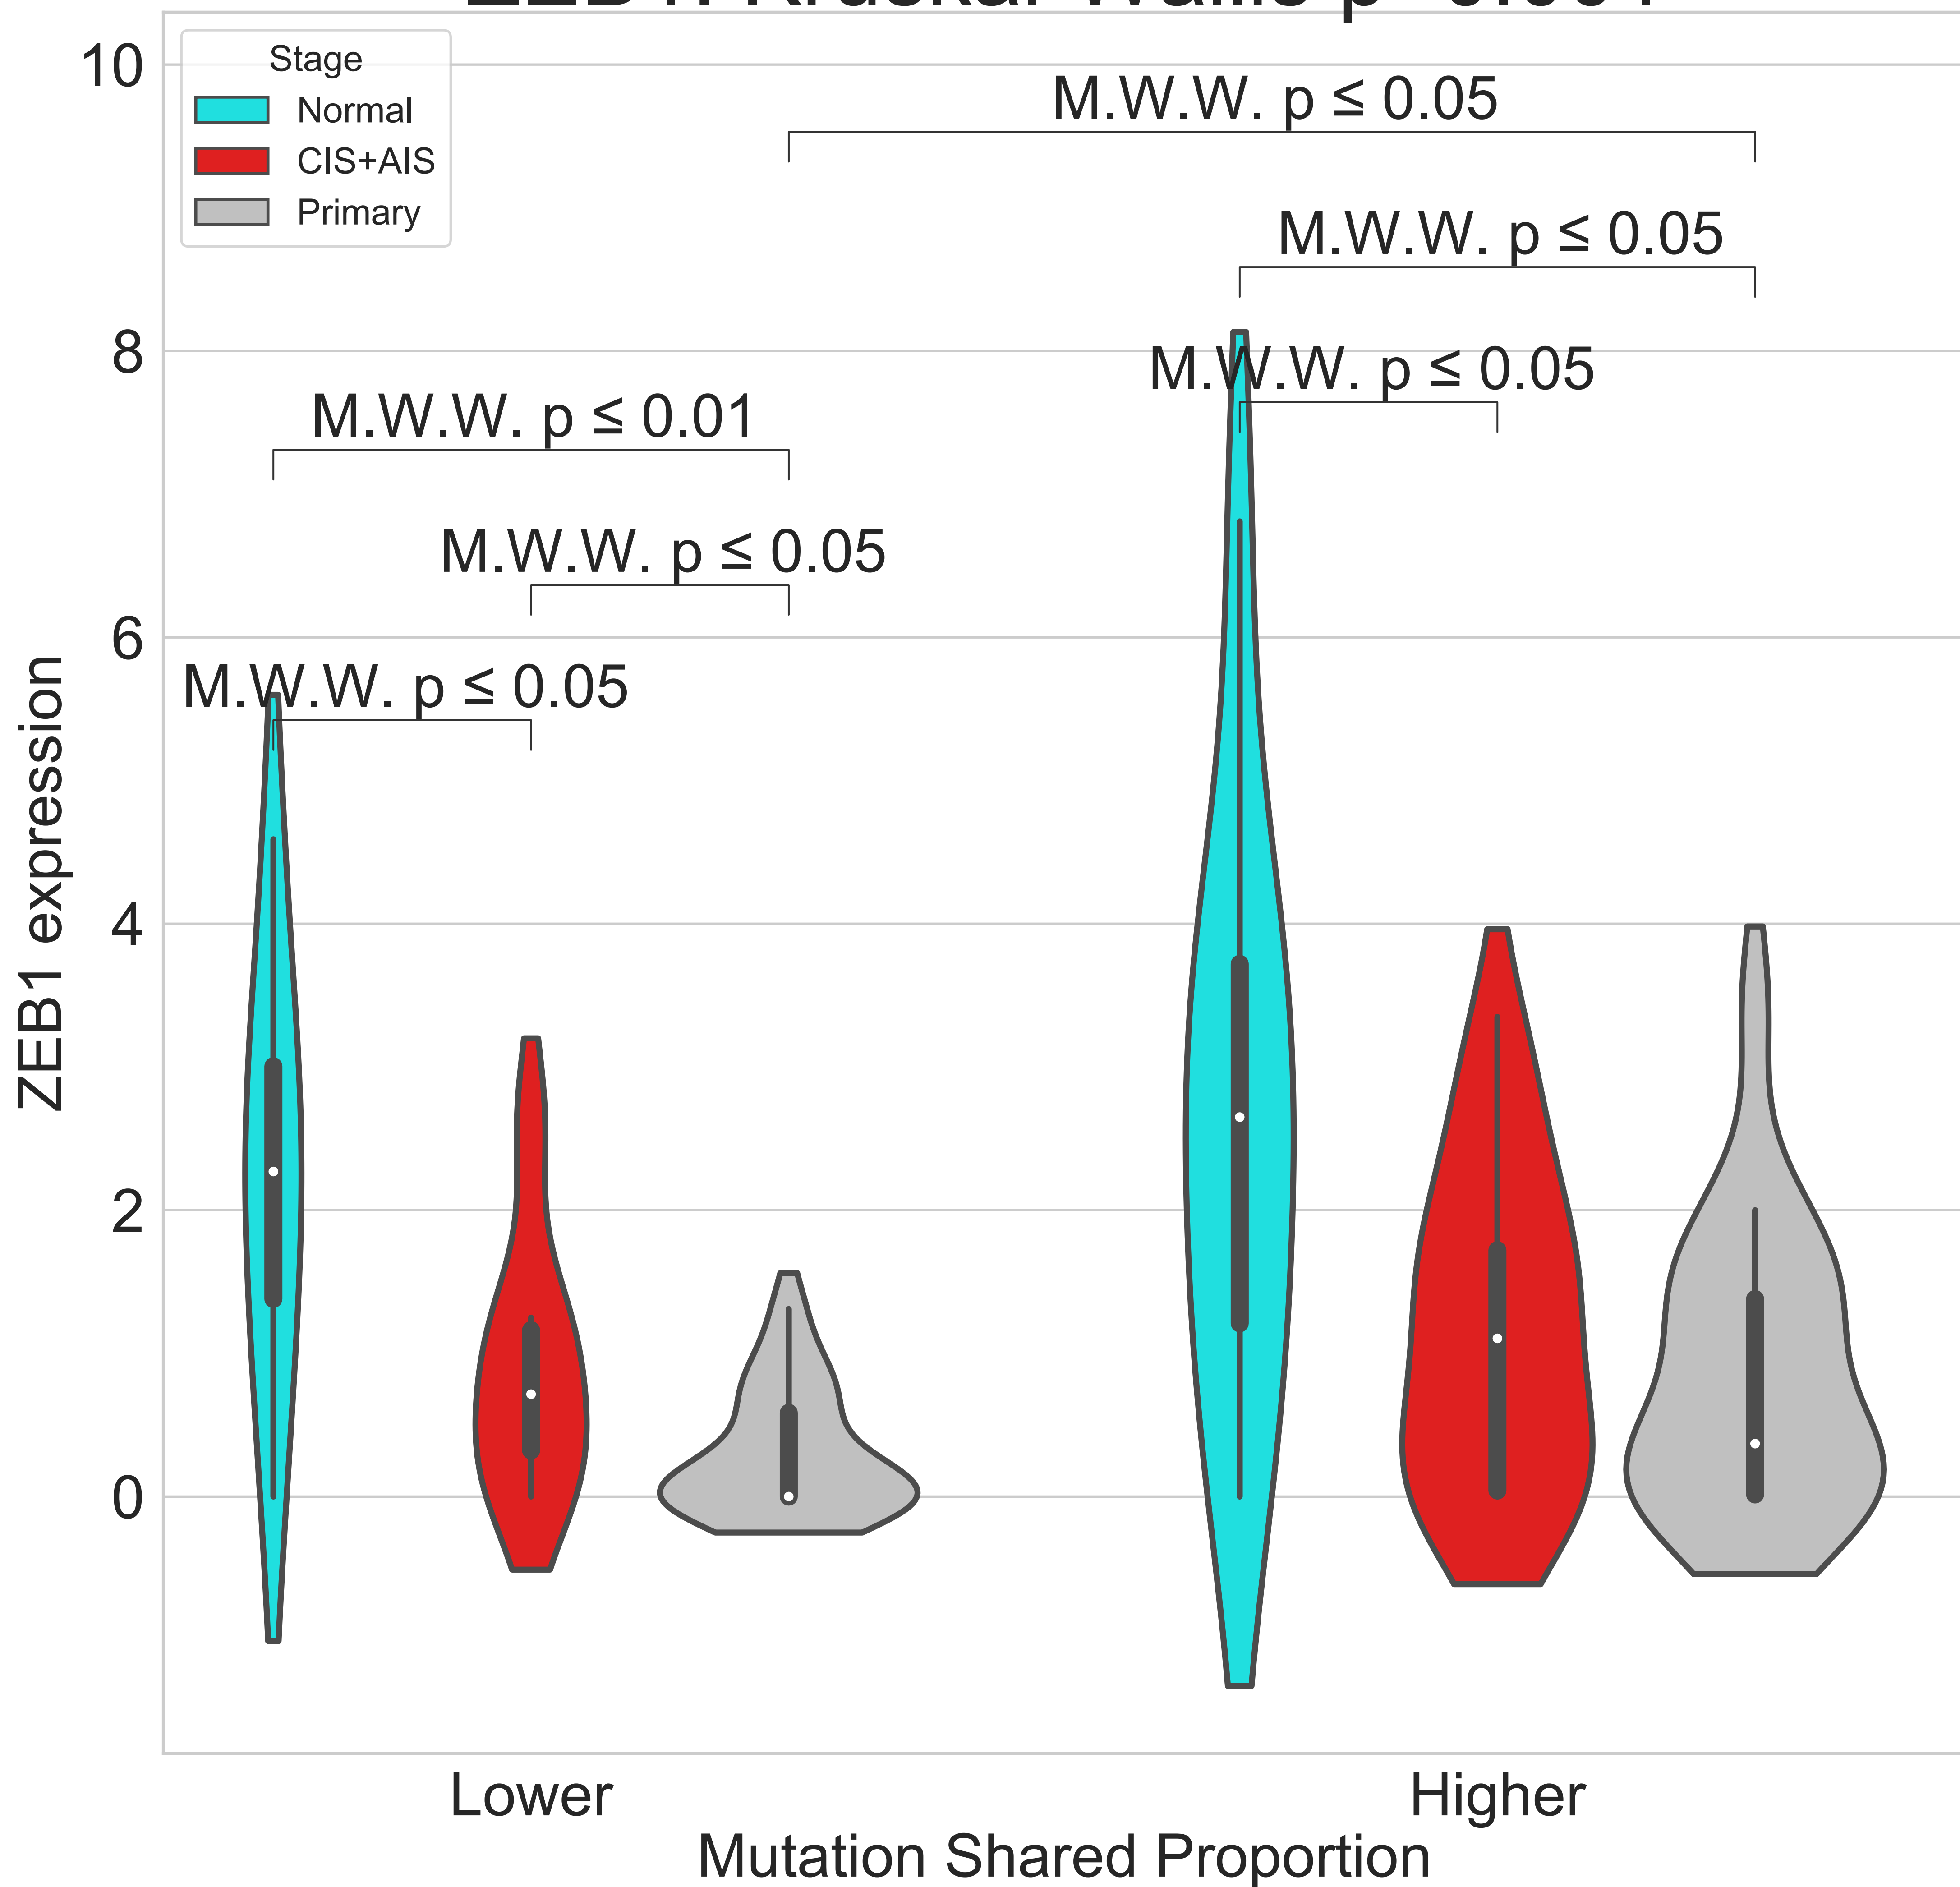 Stage
Normal
CIS+AIS
Primary
M.W.W. p ≤ 0.05
M.W.W. p ≤ 0.05
M.W.W. p ≤ 0.05
M.W.W. p ≤ 0.01
M.W.W. p ≤ 0.05
M.W.W. p ≤ 0.05
10
8
6
4
2
0
ZEB1 expression
Lower
Higher
Mutation Shared Proportion